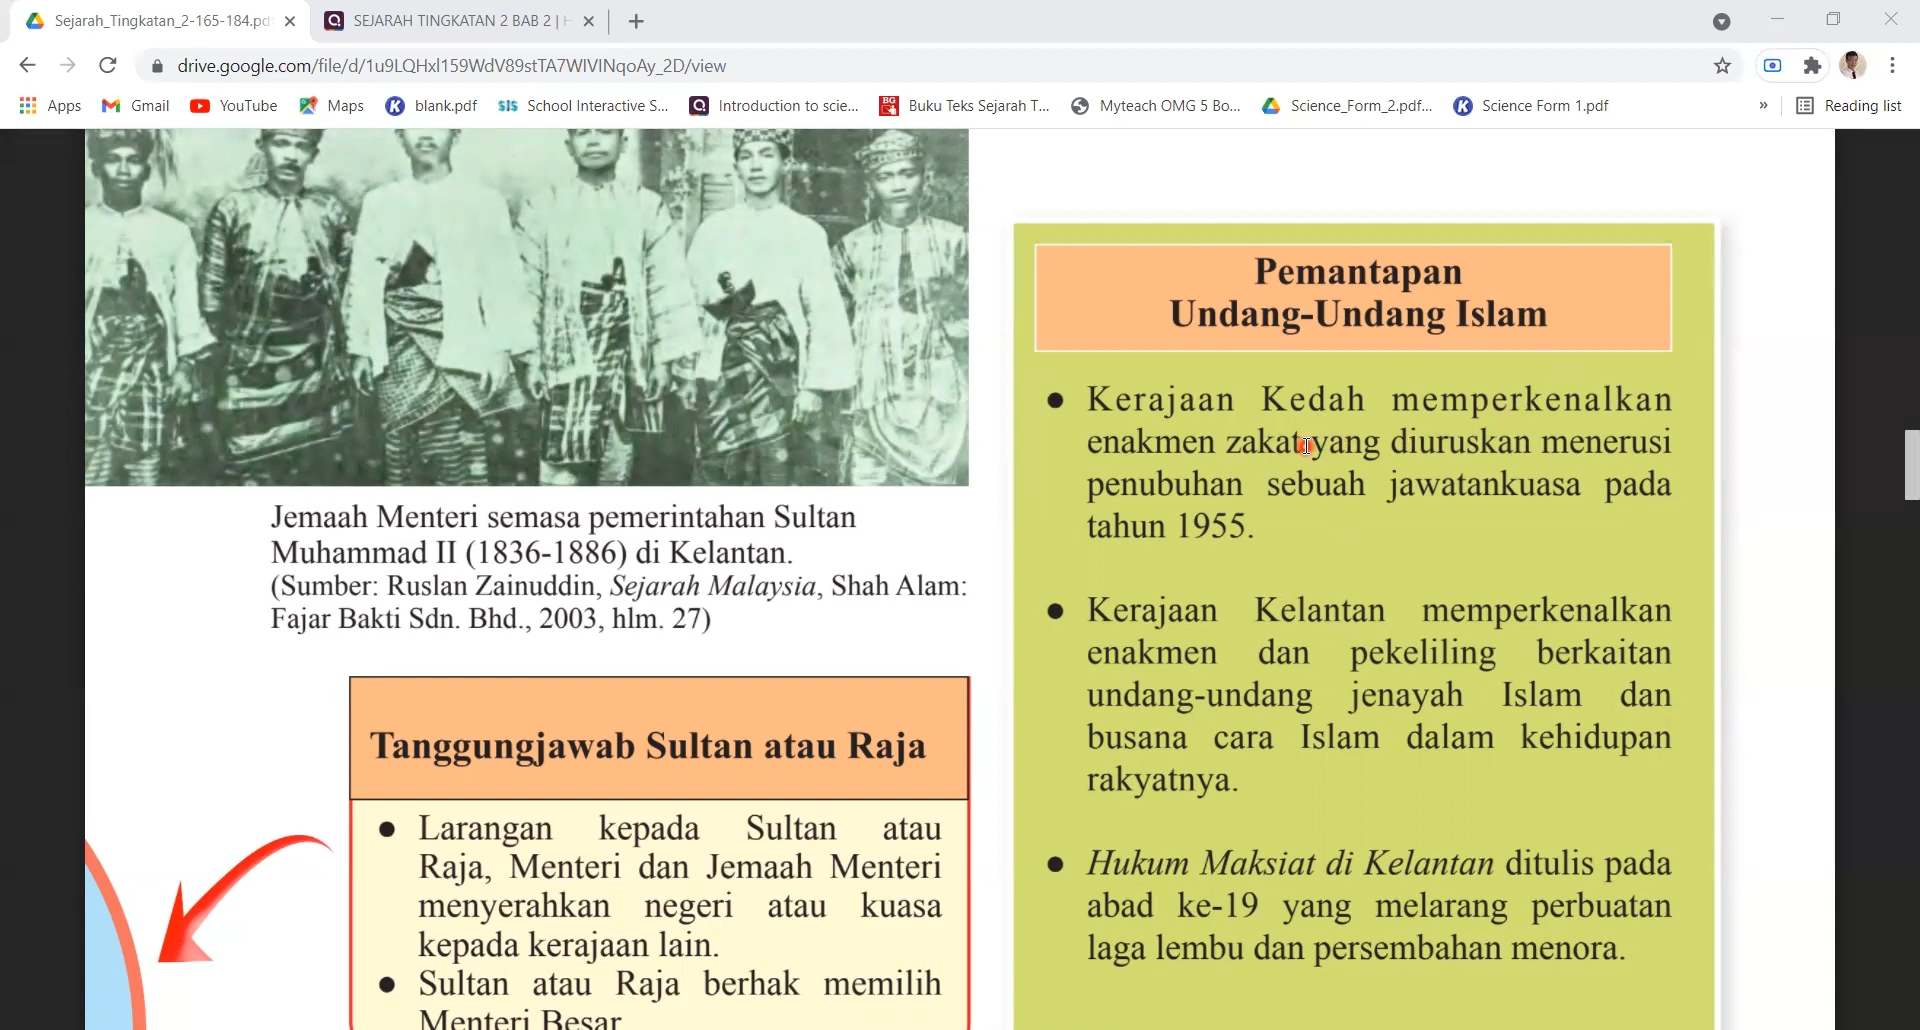 Sejarah_Tingkatan_2-165-184.pdf
SEJARAH TINGKATAN 2 BAB 2 |
drive.google.com/file/d/1u9LQHxl159WdV89stTA7WlVINqoAy_2D/view
Apps
Gmail
YouTube
Maps
blank.pdf
School Interactive S...
Introduction to scie...
Buku Teks Sejarah T...
Myteach OMG 5 Bo...
Science_Form_2.pdf...
Science Form 1.pdf
»
Reading list
Jemaah Menteri semasa pemerintahan Sultan
Muhammad II (1836-1886) di Kelantan.
(Sumber: Ruslan Zainuddin, Sejarah Malaysia, Shah Alam:
Fajar Bakti Sdn. Bhd., 2003, hlm. 27)
Tanggungjawab Sultan atau Raja
● Larangan kepada Sultan atau
Raja, Menteri dan Jemaah Menteri
menyerahkan negeri atau kuasa
kepada kerajaan lain.
● Sultan atau Raja berhak memilih
Menteri Besar
Pemantapan
Undang-Undang Islam
● Kerajaan Kedah memperkenalkan
enakmen zakat yang diuruskan menerusi
penubuhan sebuah jawatankuasa pada
tahun 1955.
● Kerajaan Kelantan memperkenalkan
enakmen dan pekeliling berkaitan
undang-undang jenayah Islam dan
busana cara Islam dalam kehidupan
rakyatnya.
● Hukum Maksiat di Kelantan ditulis pada
abad ke-19 yang melarang perbuatan
laga lembu dan persembahan menora.